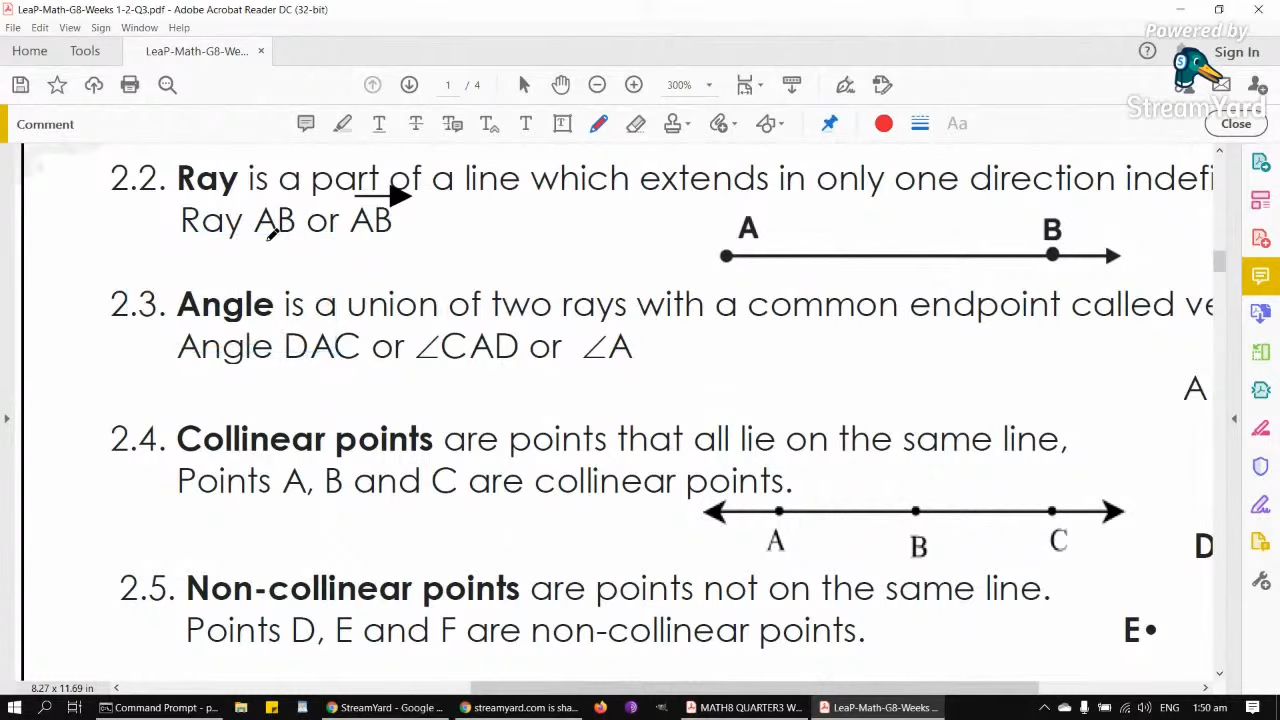 LeaP-Math-G8-Weeks 1-2-Q3.pdf - Adobe Acrobat Reader DC (32-bit)
File Edit View Sign Window Help
Powered by
StreamYard
Home Tools LeaP-Math-G8-We... × Sign In
1 / 4 300%
Comment Aa Close
2.2. Ray is a part of a line which extends in only one direction indefi
Ray AB or AB
A B
2.3. Angle is a union of two rays with a common endpoint called ve
Angle DAC or ∠CAD or ∠A
A
2.4. Collinear points are points that all lie on the same line,
Points A, B and C are collinear points.
A B C
D
2.5. Non-collinear points are points not on the same line.
Points D, E and F are non-collinear points.
E•
8.27 x 11.69 in
Command Prompt - p... StreamYard - Google ... streamyard.com is sha... MATH8 QUARTER3 W... LeaP-Math-G8-Weeks ... ENG 1:50 am